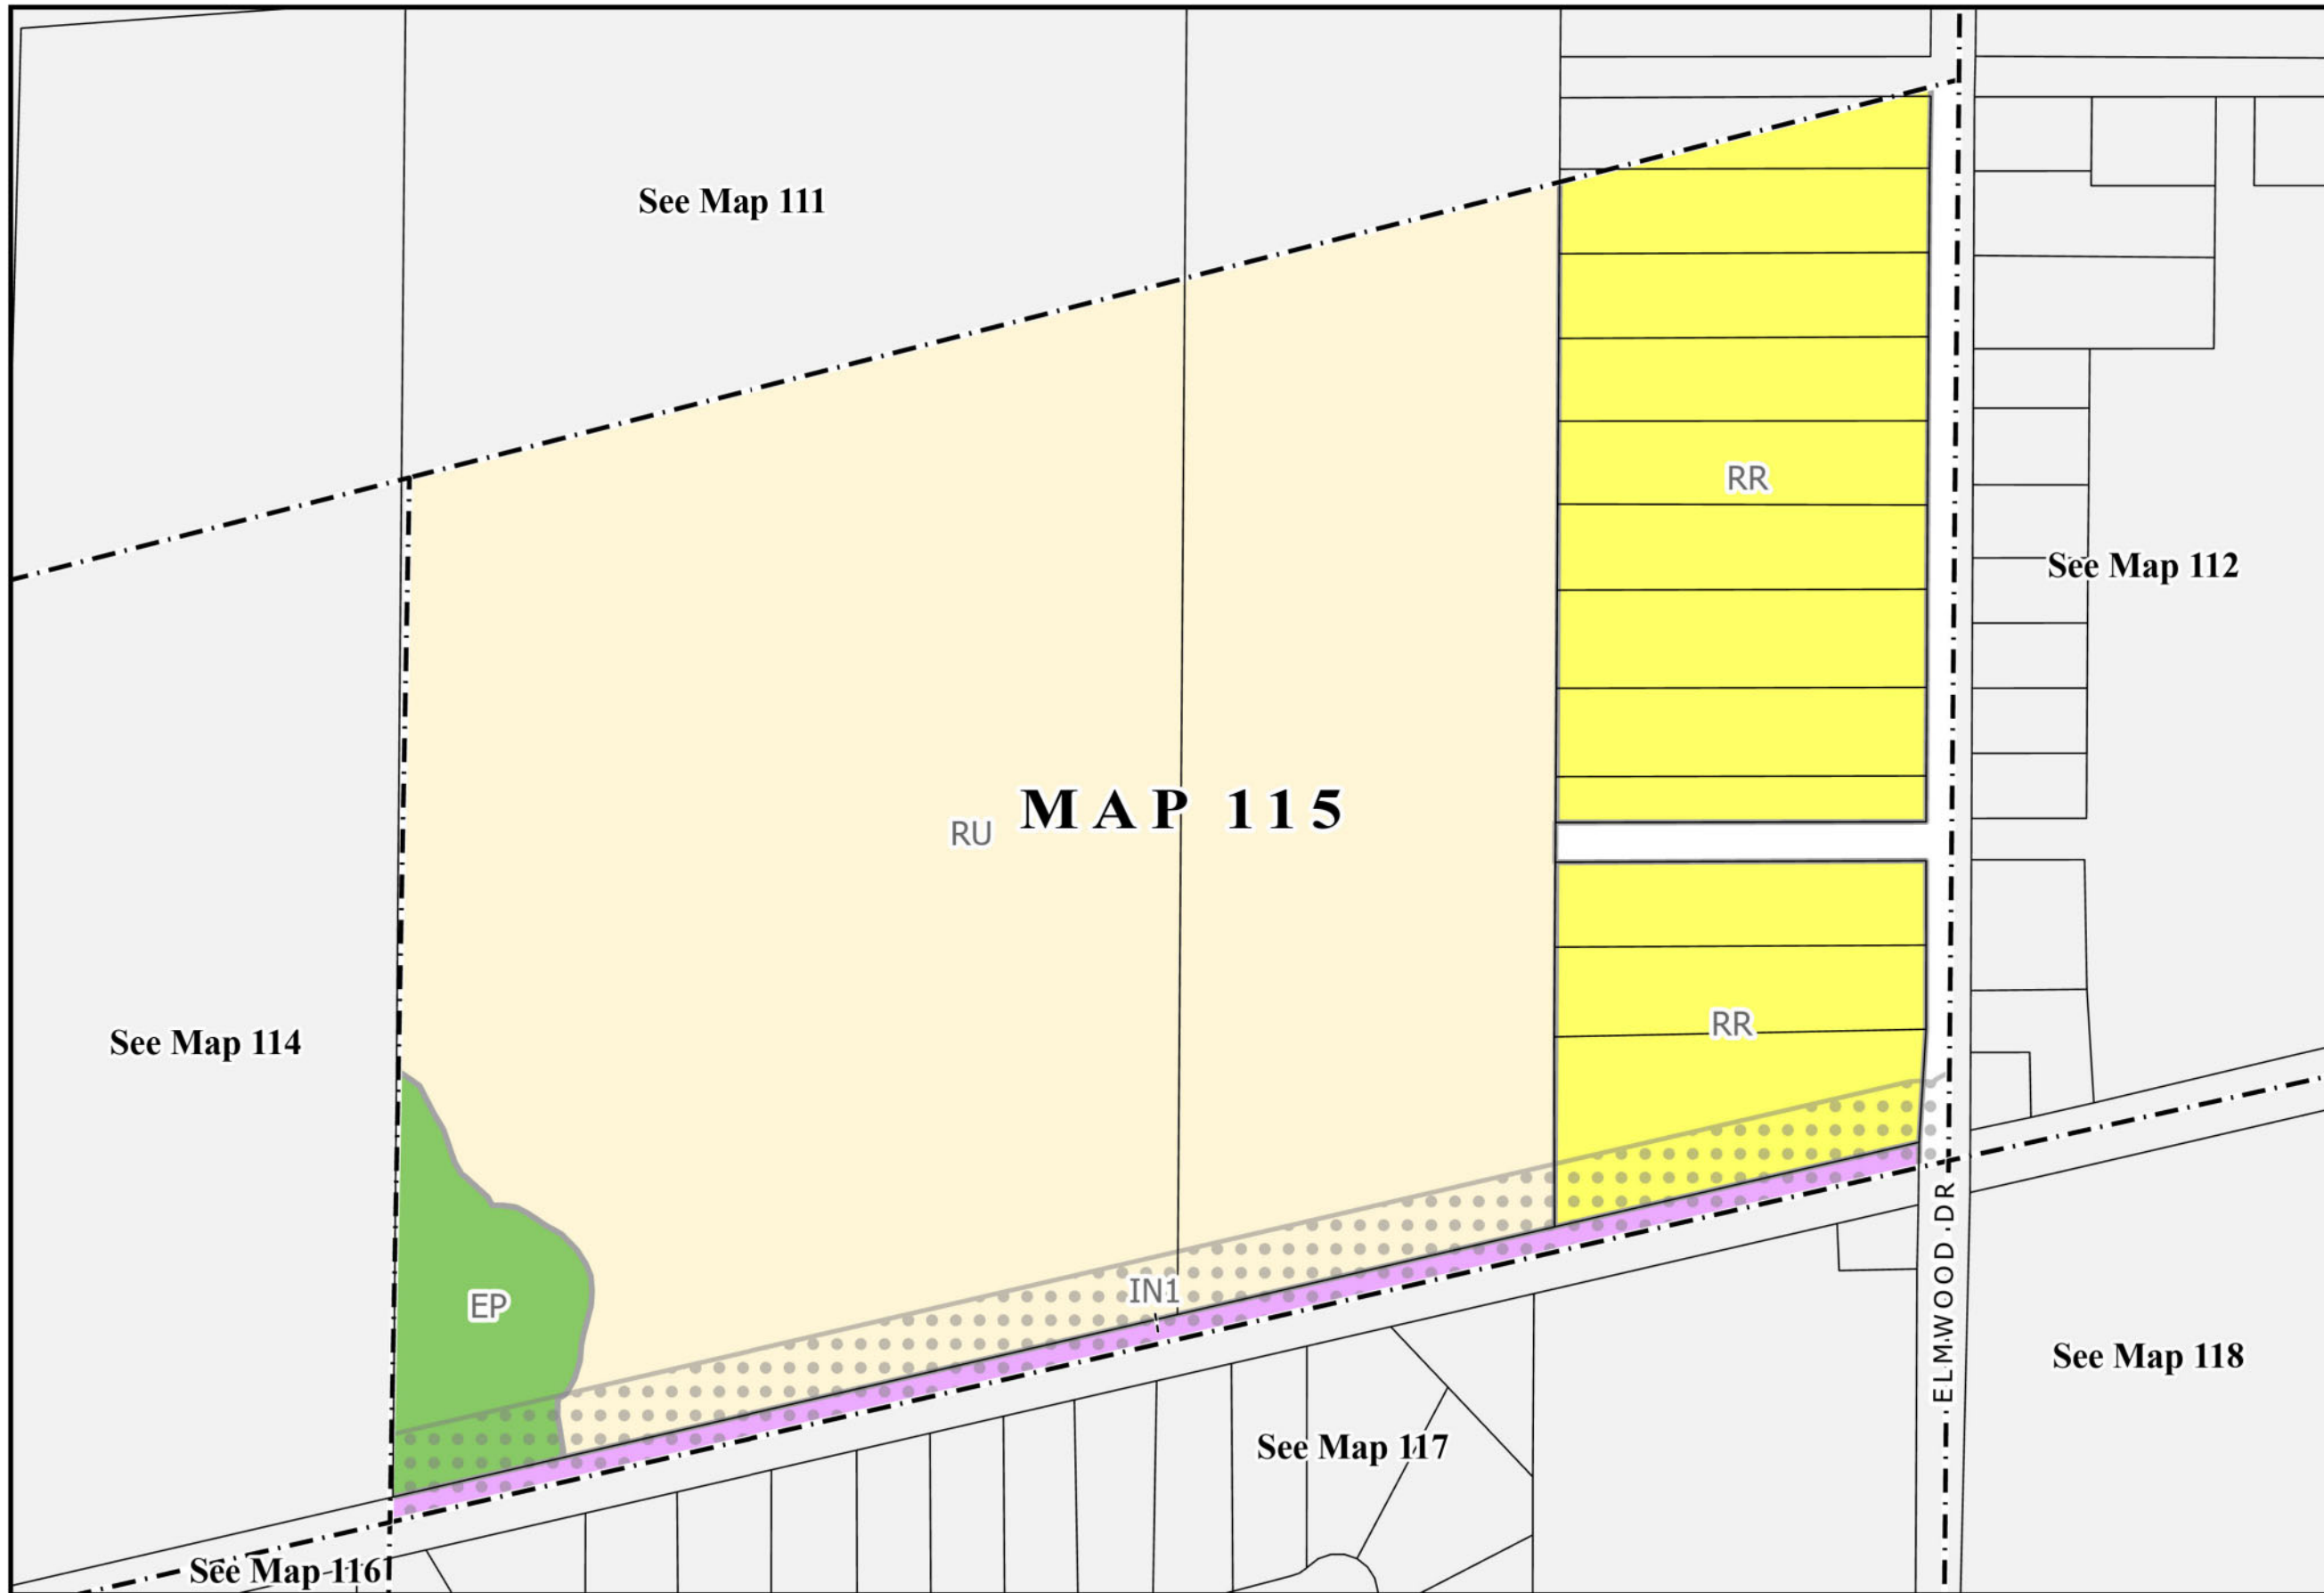 See Map 111
RR
See Map 112
MAP 115
RU
RR
See Map 114
IN1
EP
ELMWOOD DR
See Map 118
See Map 117
See Map 116